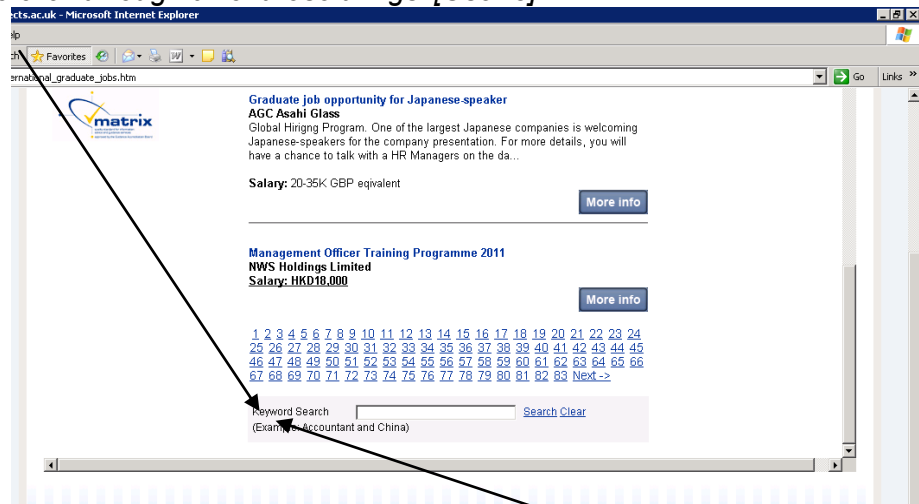 ects.ac.uk - Microsoft Internet Explorer
elp
Favorites
ernational_graduate_jobs.htm
Go Links »
matrix
Graduate job opportunity for Japanese-speaker
AGC Asahi Glass
Global Hirigng Program. One of the largest Japanese companies is welcoming
Japanese-speakers for the company presentation. For more details, you will
have a chance to talk with a HR Managers on the da...
Salary: 20-35K GBP eqivalent
More info
Management Officer Training Programme 2011
NWS Holdings Limited
Salary: HKD18,000
More info
1 2 3 4 5 6 7 8 9 10 11 12 13 14 15 16 17 18 19 20 21 22 23 24
25 26 27 28 29 30 31 32 33 34 35 36 37 38 39 40 41 42 43 44 45
46 47 48 49 50 51 52 53 54 55 56 57 58 59 60 61 62 63 64 65 66
67 68 69 70 71 72 73 74 75 76 77 78 79 80 81 82 83 Next ->
Keyword Search Search Clear
(Example: Accountant and China)